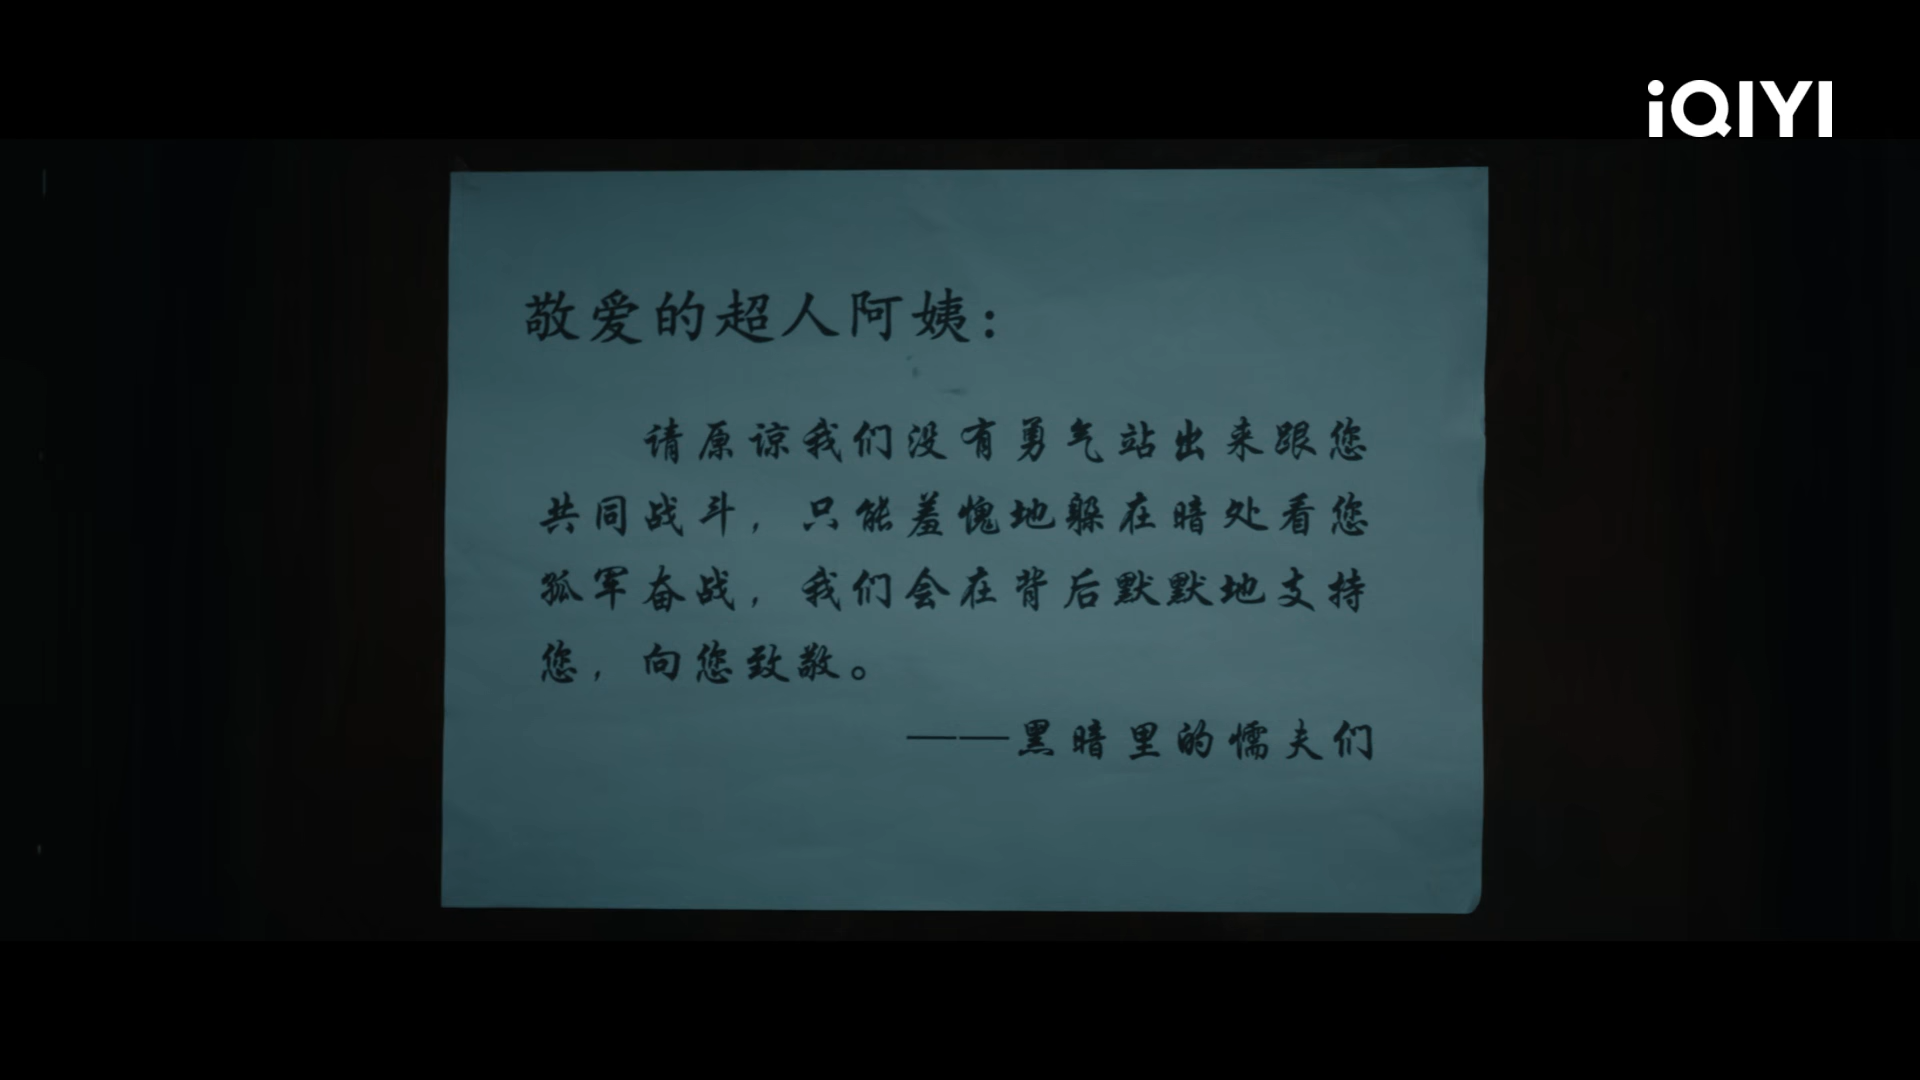 iQIYI
敬爱的超人阿姨：
请原谅我们没有勇气站出来跟您
共同战斗，只能羞愧地躲在暗处看您
孤军奋战，我们会在背后默默地支持
您，向您致敬。
——黑暗里的懦夫们